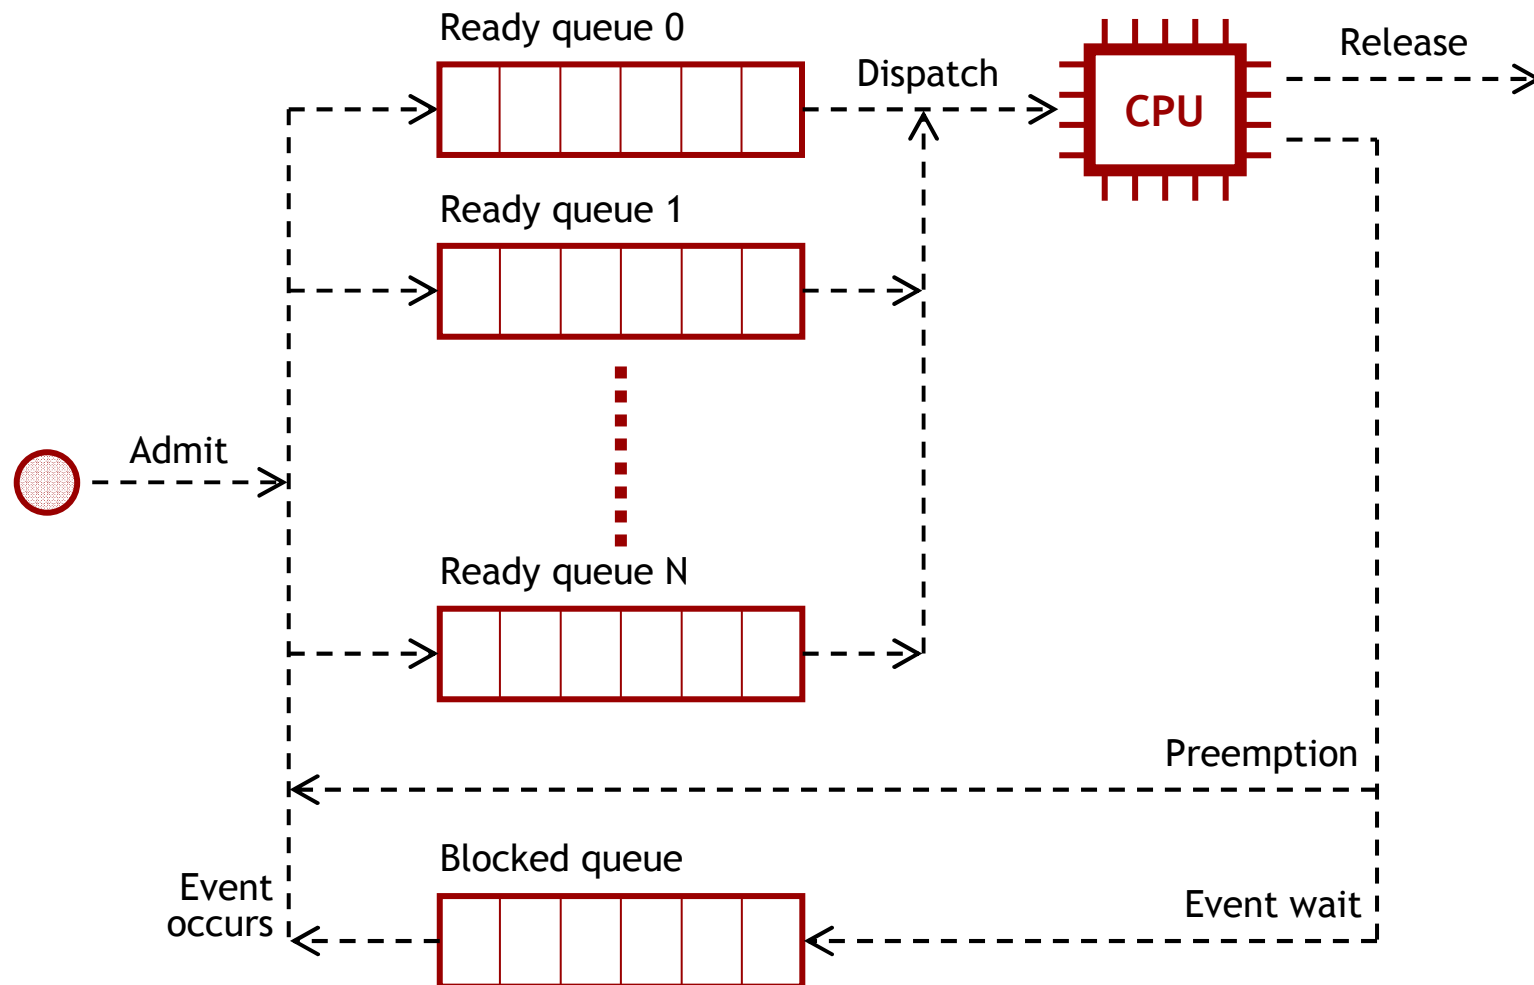 Ready queue 0
Release
Dispatch
CPU
Ready queue 1
Admit
Ready queue N
Preemption
Blocked queue
Event
occurs
Event wait